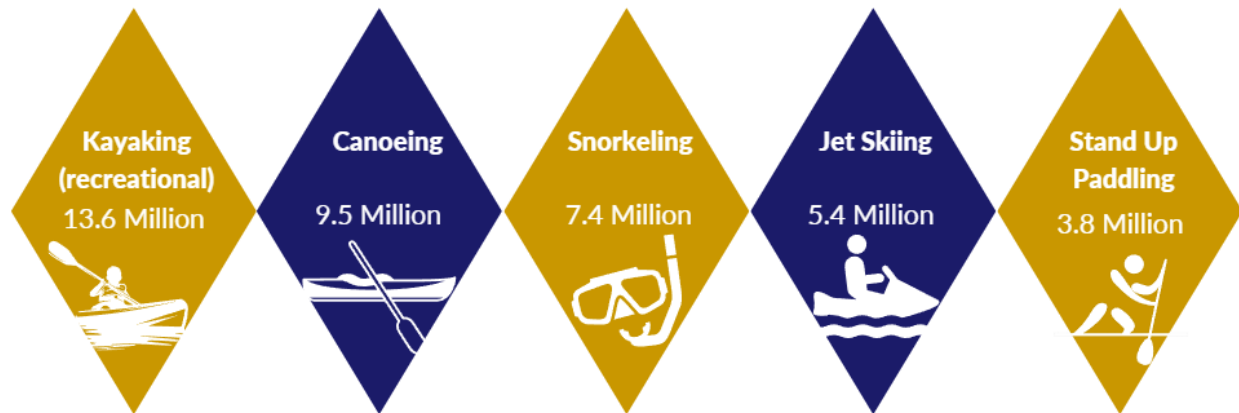 Kayaking
(recreational)
13.6 Million
Canoeing
9.5 Million
Snorkeling
7.4 Million
Jet Skiing
5.4 Million
Stand Up
Paddling
3.8 Million